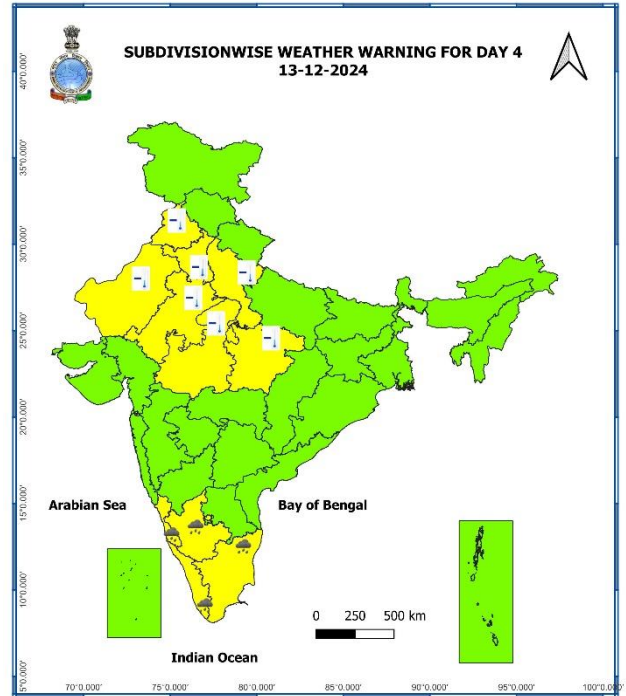 SUBDIVISIONWISE WEATHER WARNING FOR DAY 4
13-12-2024
40°0.000'
35°0.000'
30°0.000'
25°0.000'
20°0.000'
15°0.000'
10°0.000'
5°0.000'
Arabian Sea
Bay of Bengal
0 250 500 km
Indian Ocean
70°0.000' 75°0.000' 80°0.000' 85°0.000' 90°0.000' 95°0.000' 100°0.000'